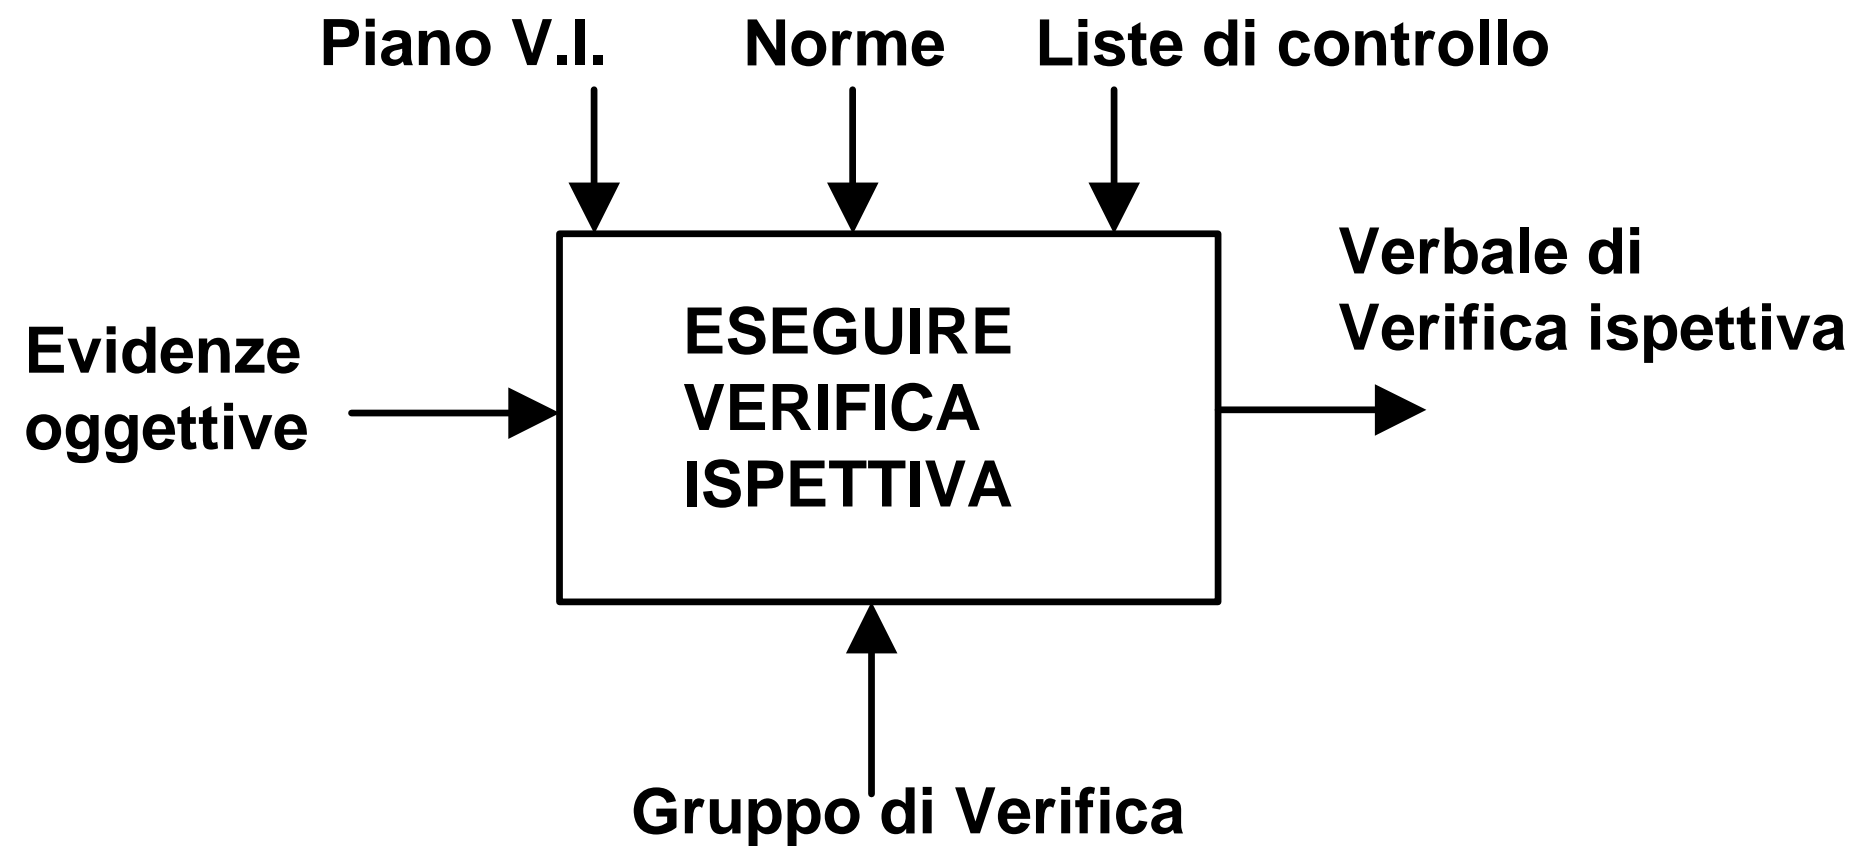 Piano V.I.
Norme
Liste di controllo
Evidenze
oggettive
ESEGUIRE
VERIFICA
ISPETTIVA
Verbale di
Verifica ispettiva
Gruppo di Verifica